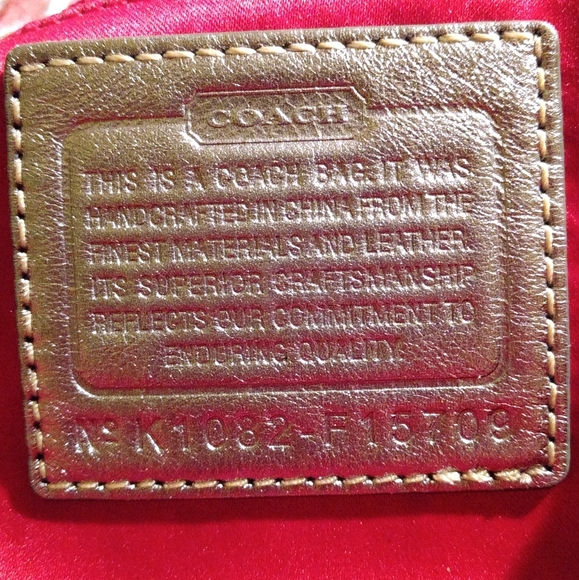 COACH
THIS IS A COACH BAG. IT WAS
HANDCRAFTED IN CHINA FROM THE
FINEST MATERIALS AND LEATHER.
ITS SUPERIOR CRAFTSMANSHIP
REFLECTS OUR COMMITMENT TO
ENDURING QUALITY.
Nº K1082-F15709